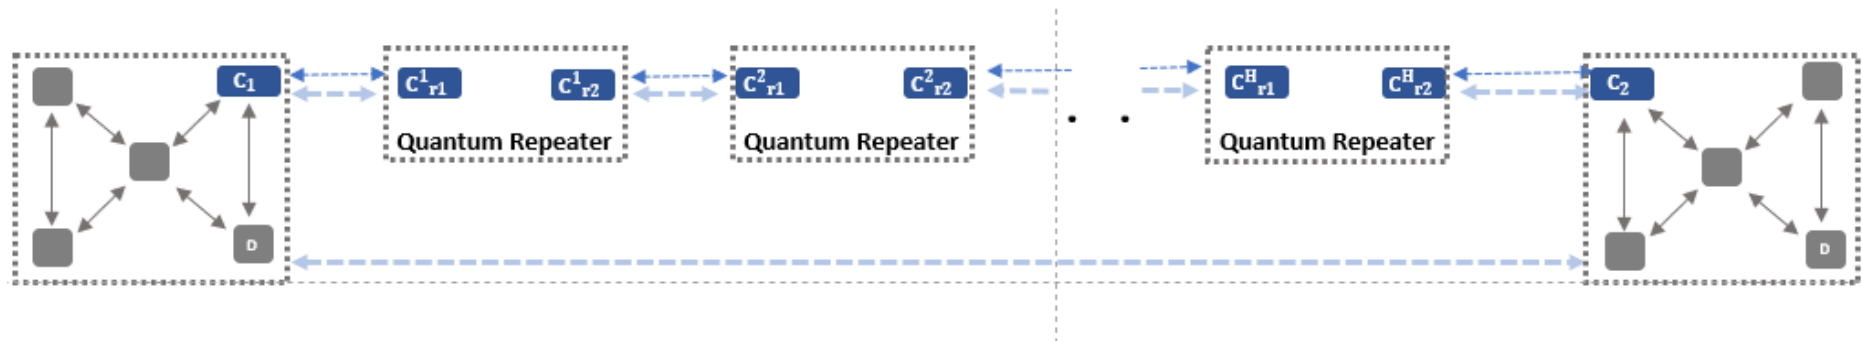 C1
C1r1
C1r2
Quantum Repeater
C2r1
C2r2
Quantum Repeater
. .
CHr1
CHr2
Quantum Repeater
C2
D
D